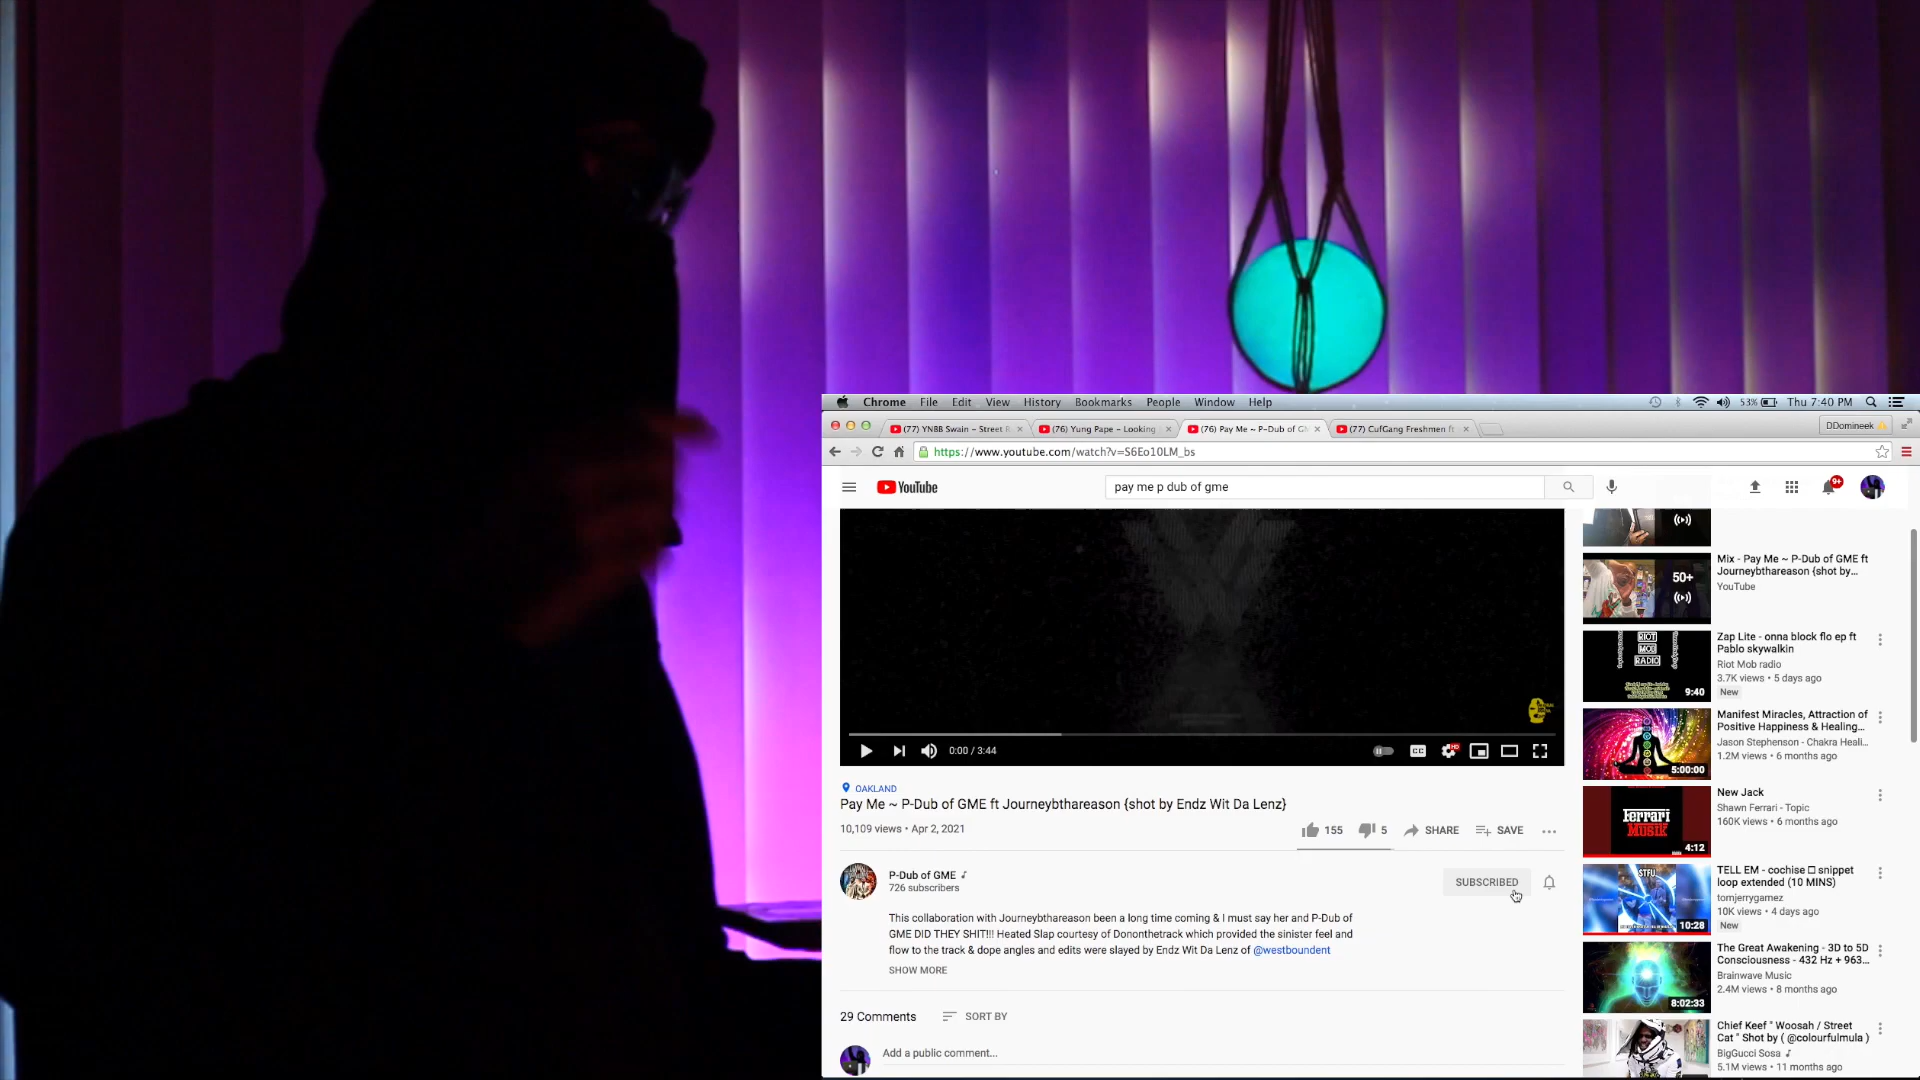 Chrome File Edit View History Bookmarks People Window Help 53% Thu 7:40 PM
(77) YNBB Swain – Street (76) Yung Pape – Looking (76) Pay Me ~ P-Dub of G (77) CufGang Freshmen ft DDomineek
https://www.youtube.com/watch?v=S6Eo10LM_bs
YouTube
pay me p dub of gme
9+
0:00 / 3:44
CC
HD
OAKLAND
Pay Me ~ P-Dub of GME ft Journeybthareason {shot by Endz Wit Da Lenz}
10,109 views • Apr 2, 2021
155 5 SHARE SAVE
P-Dub of GME
726 subscribers
SUBSCRIBED
This collaboration with Journeybthareason been a long time coming & I must say her and P-Dub of
GME DID THEY SHIT!!! Heated Slap courtesy of Dononthetrack which provided the sinister feel and
flow to the track & dope angles and edits were slayed by Endz Wit Da Lenz of @westboundent
SHOW MORE
29 Comments SORT BY
Add a public comment...
50+
Mix - Pay Me ~ P-Dub of GME ft
Journeybthareason {shot by...
YouTube
RIOT
MOB
RADIO
9:40
Zap Lite - onna block flo ep ft
Pablo skywalkin
Riot Mob radio
3.7K views • 5 days ago
New
5:00:00
Manifest Miracles, Attraction of
Positive Happiness & Healing...
Jason Stephenson - Chakra Heali...
1.2M views • 6 months ago
Ferrari
MUSIK
4:12
New Jack
Shawn Ferrari - Topic
160K views • 6 months ago
STFU
10:28
TELL EM - cochise □ snippet
loop extended (10 MINS)
tomjerrygamez
10K views • 4 days ago
New
8:02:33
The Great Awakening - 3D to 5D
Consciousness - 432 Hz + 963...
Brainwave Music
2.4M views • 8 months ago
Chief Keef " Woosah / Street
Cat " Shot by ( @colourfulmula )
BigGucci Sosa
5.1M views • 11 months ago